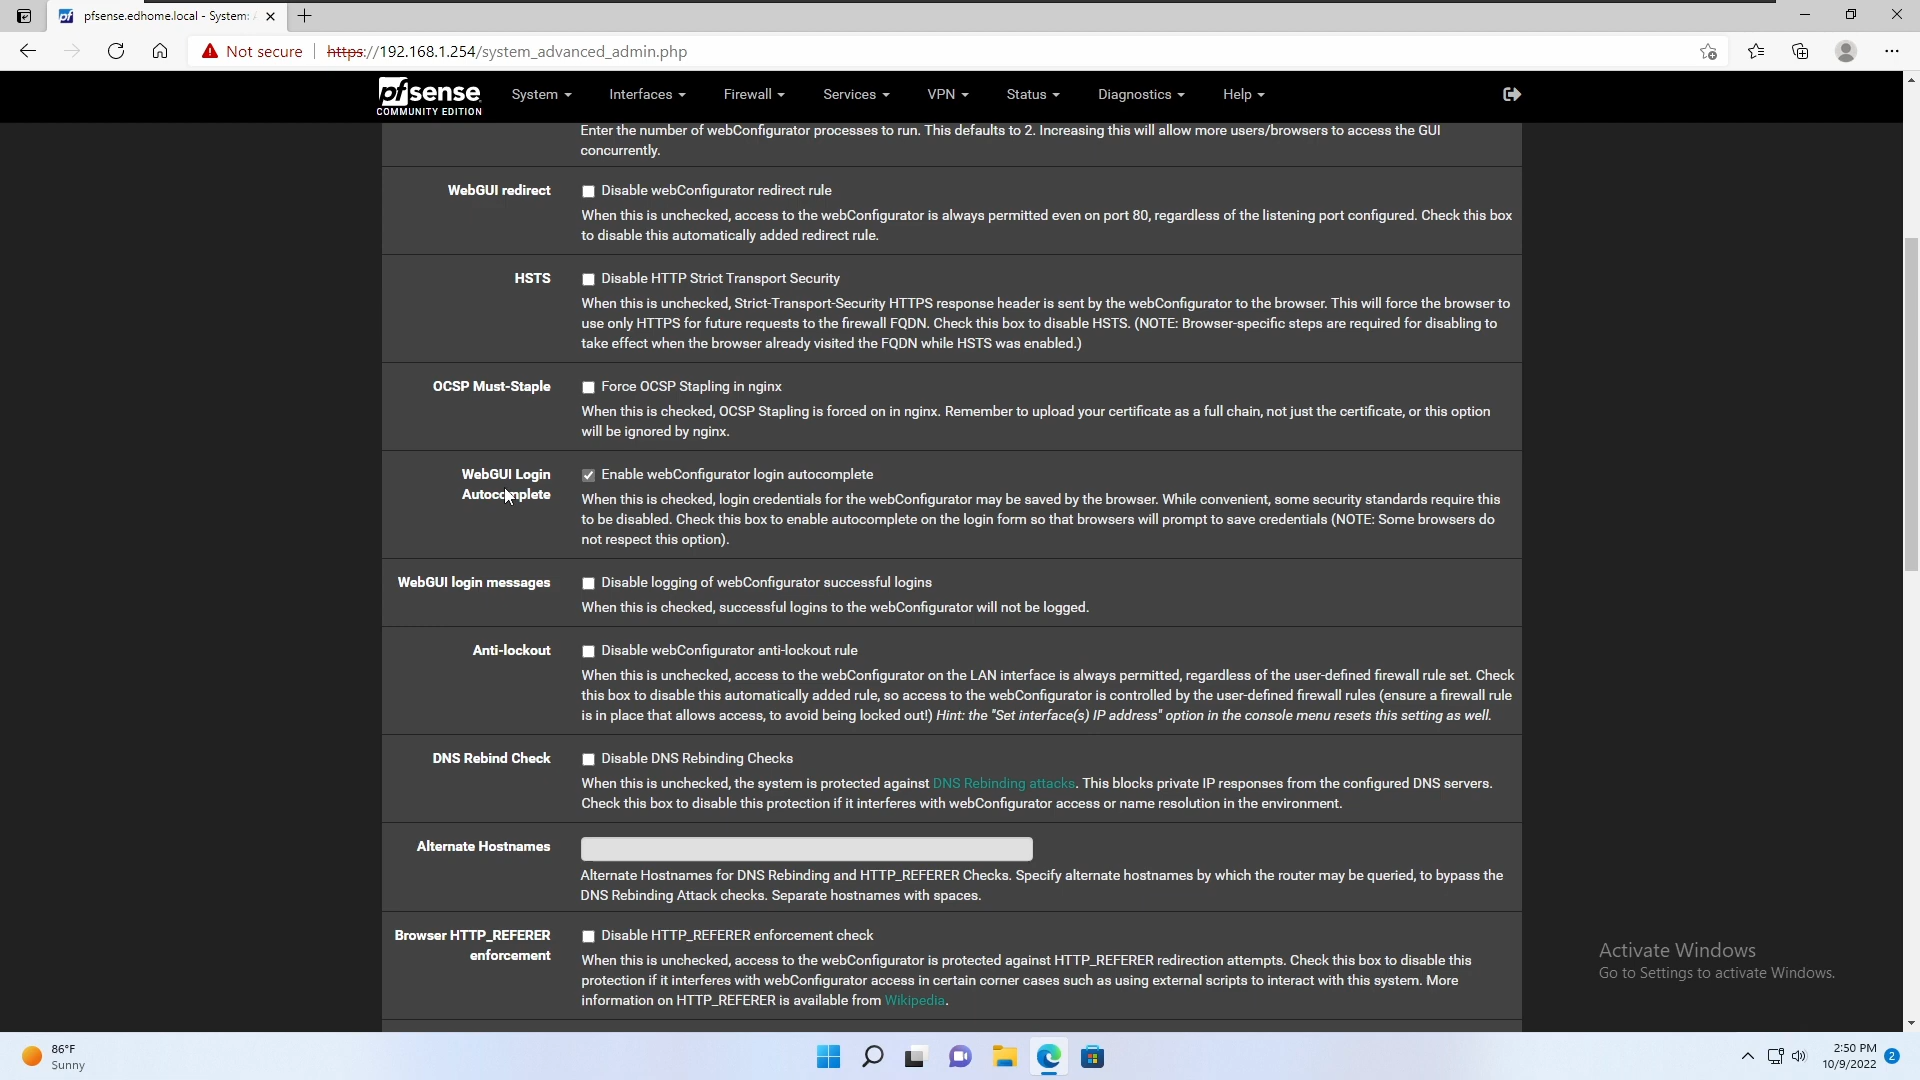 pfsense.edhome.local - System:
Not secure https://192.168.1.254/system_advanced_admin.php
pfsense
COMMUNITY EDITION
System Interfaces Firewall Services VPN Status Diagnostics Help
Enter the number of webConfigurator processes to run. This defaults to 2. Increasing this will allow more users/browsers to access the GUI
concurrently.
WebGUI redirect Disable webConfigurator redirect rule
When this is unchecked, access to the webConfigurator is always permitted even on port 80, regardless of the listening port configured. Check this box
to disable this automatically added redirect rule.
HSTS Disable HTTP Strict Transport Security
When this is unchecked, Strict-Transport-Security HTTPS response header is sent by the webConfigurator to the browser. This will force the browser to
use only HTTPS for future requests to the firewall FQDN. Check this box to disable HSTS. (NOTE: Browser-specific steps are required for disabling to
take effect when the browser already visited the FQDN while HSTS was enabled.)
OCSP Must-Staple Force OCSP Stapling in nginx
When this is checked, OCSP Stapling is forced on in nginx. Remember to upload your certificate as a full chain, not just the certificate, or this option
will be ignored by nginx.
WebGUI Login Enable webConfigurator login autocomplete
Autocomplete
When this is checked, login credentials for the webConfigurator may be saved by the browser. While convenient, some security standards require this
to be disabled. Check this box to enable autocomplete on the login form so that browsers will prompt to save credentials (NOTE: Some browsers do
not respect this option).
WebGUI login messages Disable logging of webConfigurator successful logins
When this is checked, successful logins to the webConfigurator will not be logged.
Anti-lockout Disable webConfigurator anti-lockout rule
When this is unchecked, access to the webConfigurator on the LAN interface is always permitted, regardless of the user-defined firewall rule set. Check
this box to disable this automatically added rule, so access to the webConfigurator is controlled by the user-defined firewall rules (ensure a firewall rule
is in place that allows access, to avoid being locked out!) Hint: the "Set interface(s) IP address" option in the console menu resets this setting as well.
DNS Rebind Check Disable DNS Rebinding Checks
When this is unchecked, the system is protected against DNS Rebinding attacks. This blocks private IP responses from the configured DNS servers.
Check this box to disable this protection if it interferes with webConfigurator access or name resolution in the environment.
Alternate Hostnames
Alternate Hostnames for DNS Rebinding and HTTP_REFERER Checks. Specify alternate hostnames by which the router may be queried, to bypass the
DNS Rebinding Attack checks. Separate hostnames with spaces.
Browser HTTP_REFERER Disable HTTP_REFERER enforcement check
enforcement
When this is unchecked, access to the webConfigurator is protected against HTTP_REFERER redirection attempts. Check this box to disable this
protection if it interferes with webConfigurator access in certain corner cases such as using external scripts to interact with this system. More
information on HTTP_REFERER is available from Wikipedia.
Activate Windows
Go to Settings to activate Windows.
86°F
Sunny
2:50 PM
10/9/2022 2